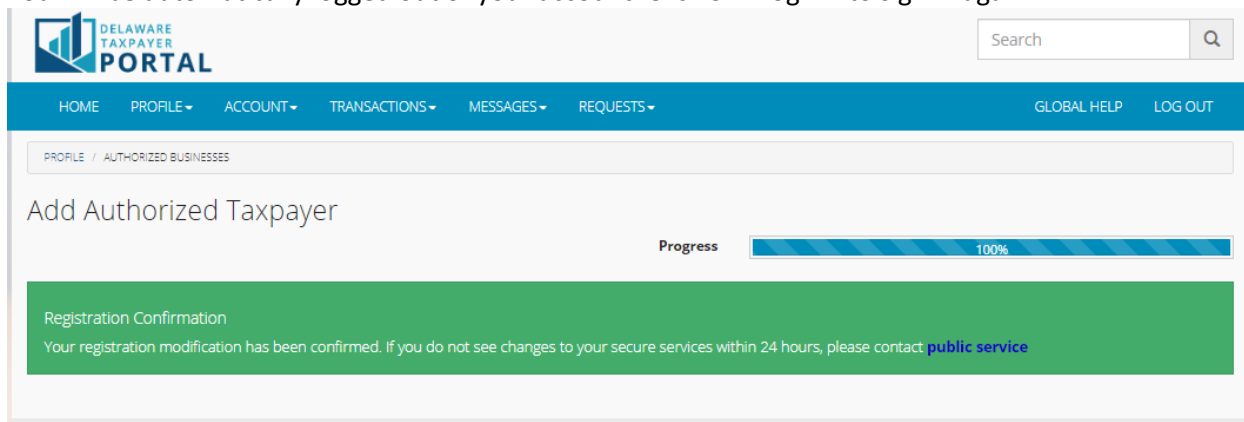 DELAWARE
TAXPAYER
PORTAL
Search
HOME PROFILE ACCOUNT TRANSACTIONS MESSAGES REQUESTS GLOBAL HELP LOG OUT
PROFILE / AUTHORIZED BUSINESSES
Add Authorized Taxpayer
Progress 100%
Registration Confirmation
Your registration modification has been confirmed. If you do not see changes to your secure services within 24 hours, please contact public service